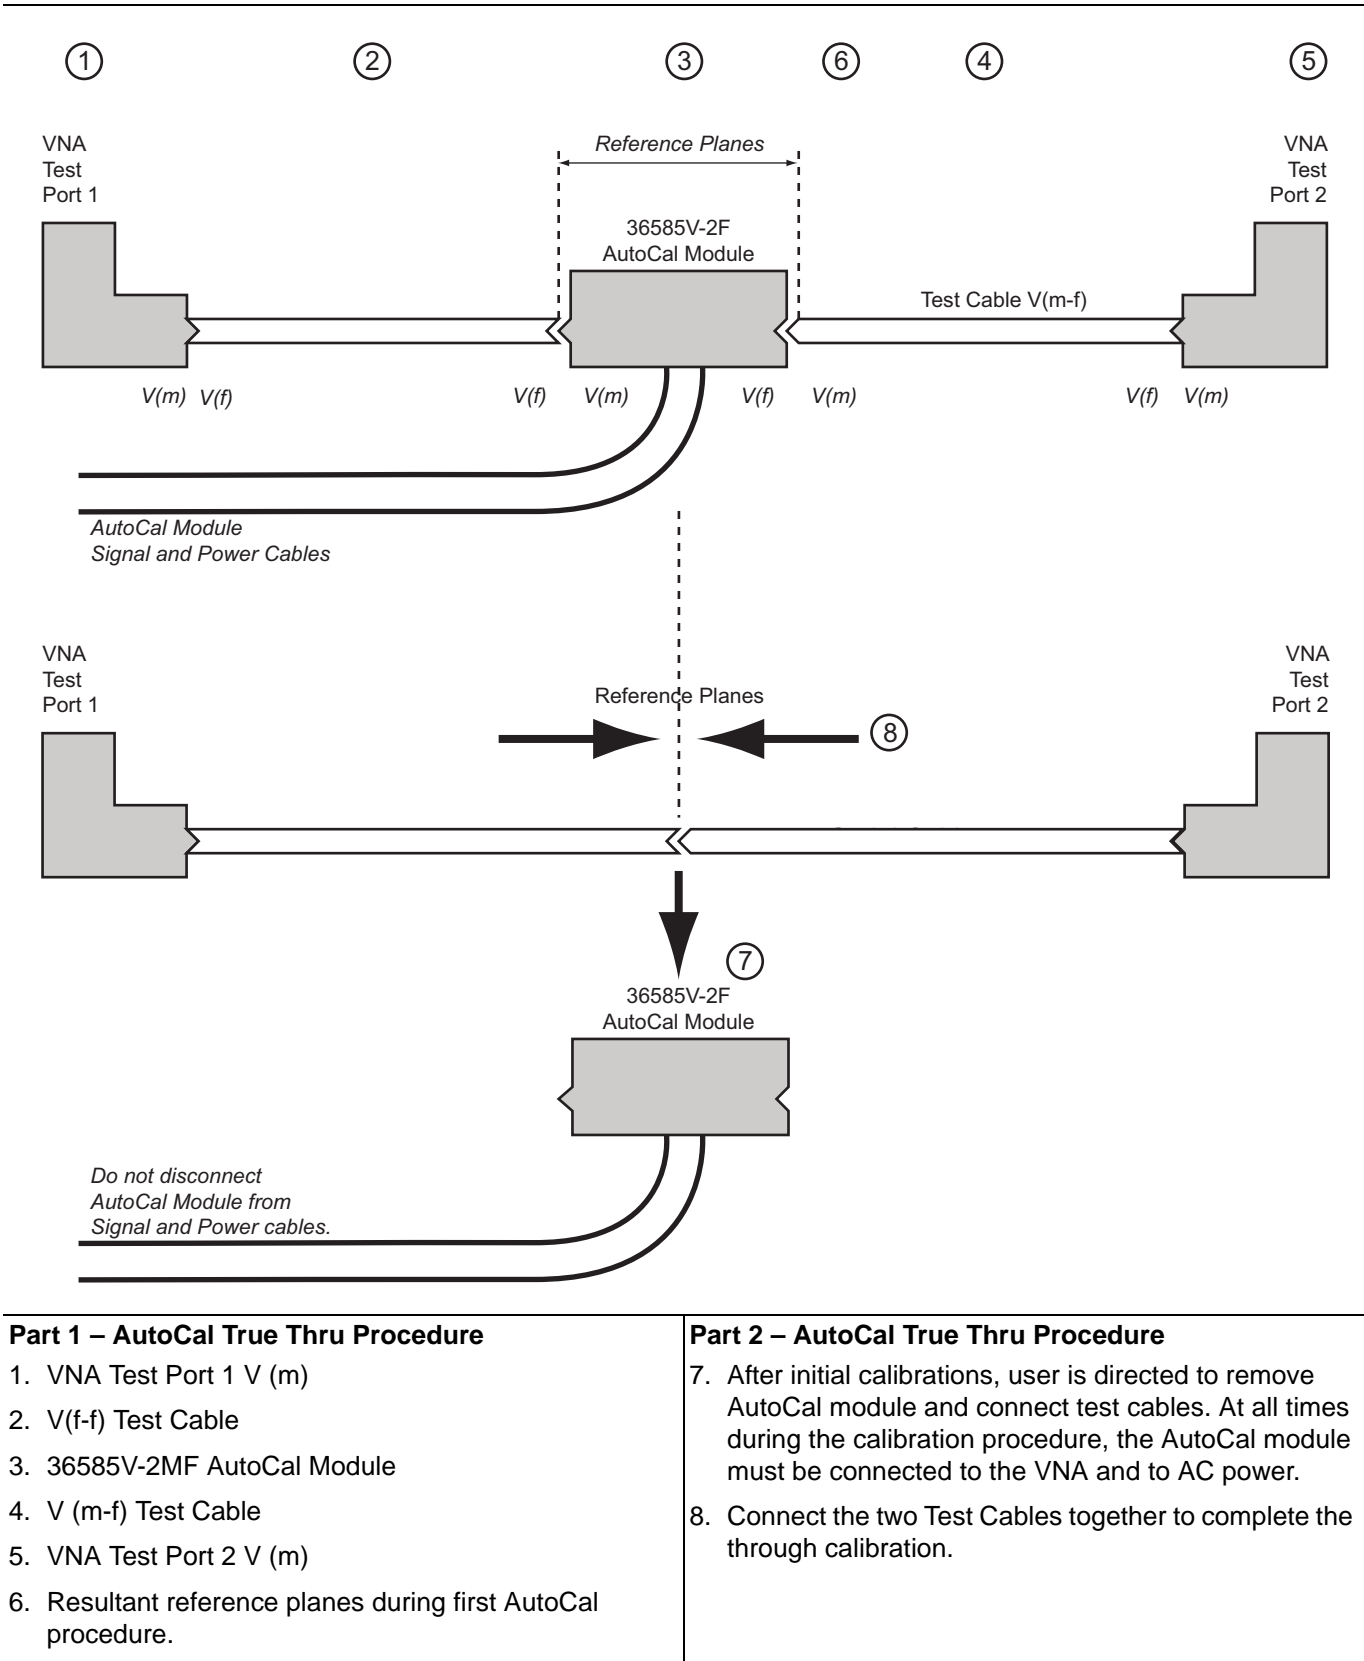 1 2 3 6 4 5
VNA
Test
Port 1
Reference Planes
VNA
Test
Port 2
36585V-2F
AutoCal Module
Test Cable V(m-f)
V(m) V(f) V(f) V(m) V(f) V(m) V(f) V(m)
AutoCal Module
Signal and Power Cables
VNA
Test
Port 1
Reference Planes
VNA
Test
Port 2
8
7
36585V-2F
AutoCal Module
Do not disconnect
AutoCal Module from
Signal and Power cables.
Part 1 – AutoCal True Thru Procedure
1. VNA Test Port 1 V (m)
2. V(f-f) Test Cable
3. 36585V-2MF AutoCal Module
4. V (m-f) Test Cable
5. VNA Test Port 2 V (m)
6. Resultant reference planes during first AutoCal
procedure.
Part 2 – AutoCal True Thru Procedure
7. After initial calibrations, user is directed to remove
AutoCal module and connect test cables. At all times
during the calibration procedure, the AutoCal module
must be connected to the VNA and to AC power.
8. Connect the two Test Cables together to complete the
through calibration.